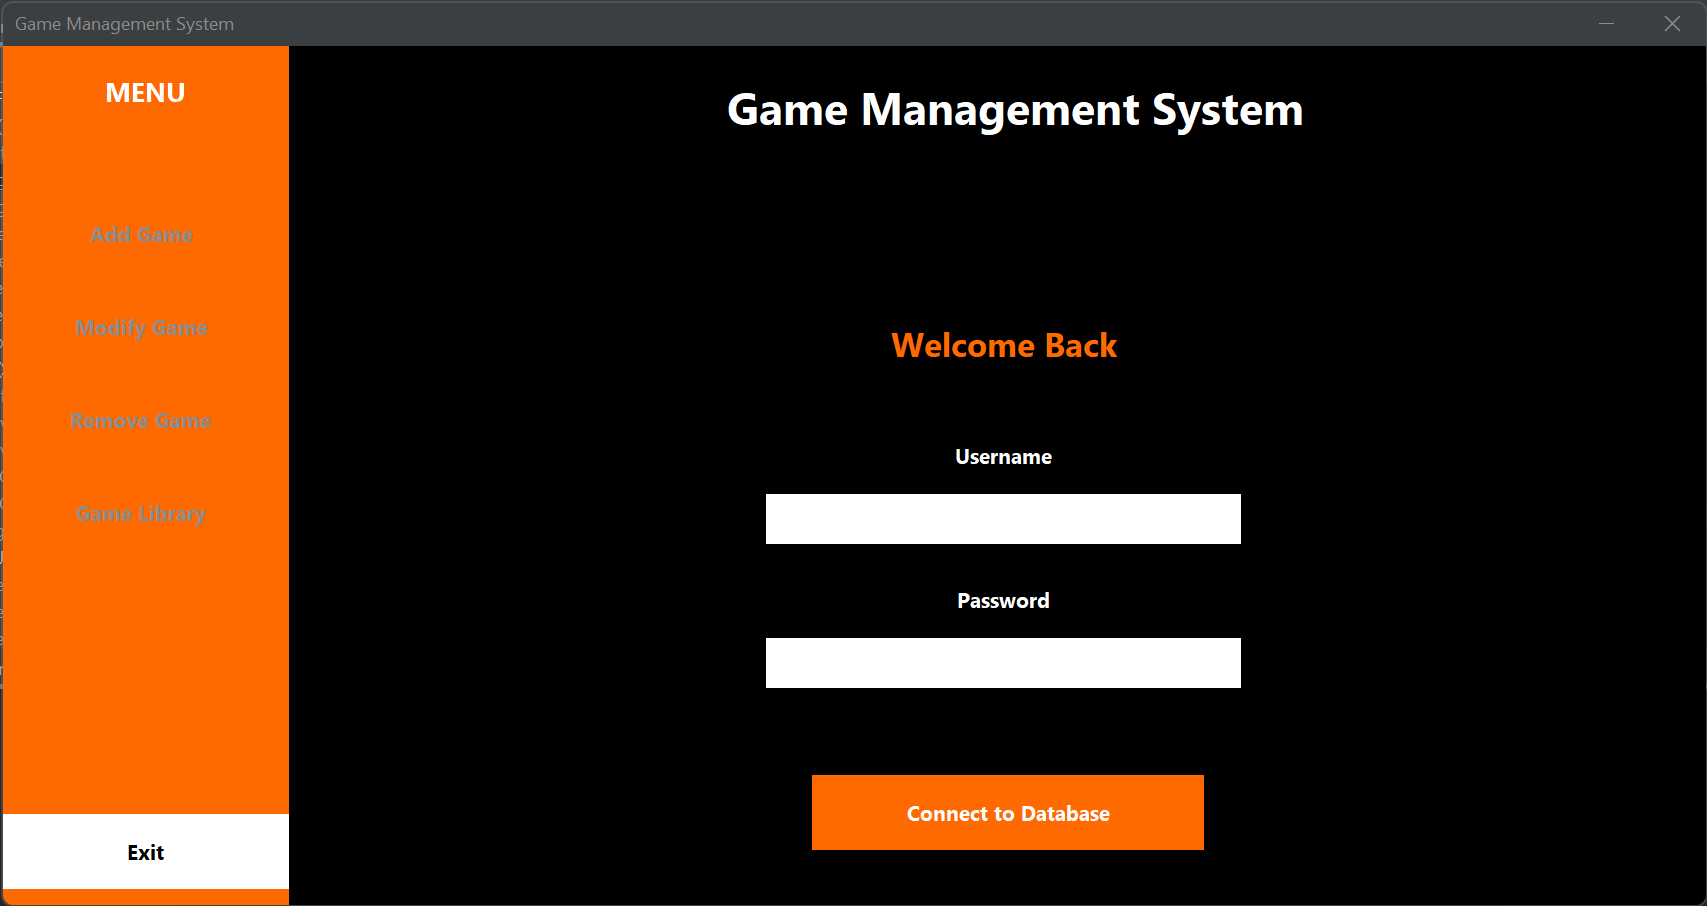 Game Management System
MENU
Game Management System
Add Game
Modify Game
Welcome Back
Remove Game
Username
Game Library
Password
Connect to Database
Exit